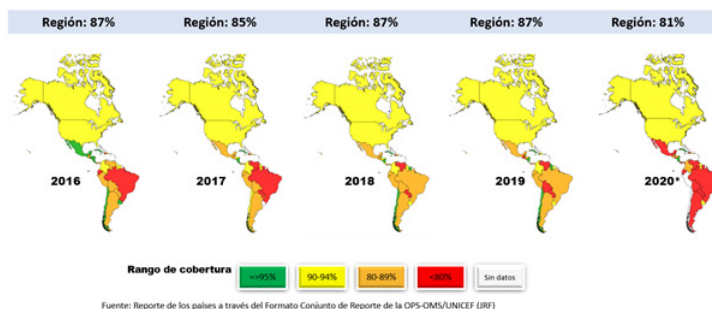 Región: 87% Región: 85% Región: 87% Región: 87% Región: 81%
2016 2017 2018 2019 2020*
Rango de cobertura =>95% 90-94% 80-89% <80% Sin datos
Fuente: Reporte de los países a través del Formato Conjunto de Reporte de la OPS-OMS/UNICEF (JRF)